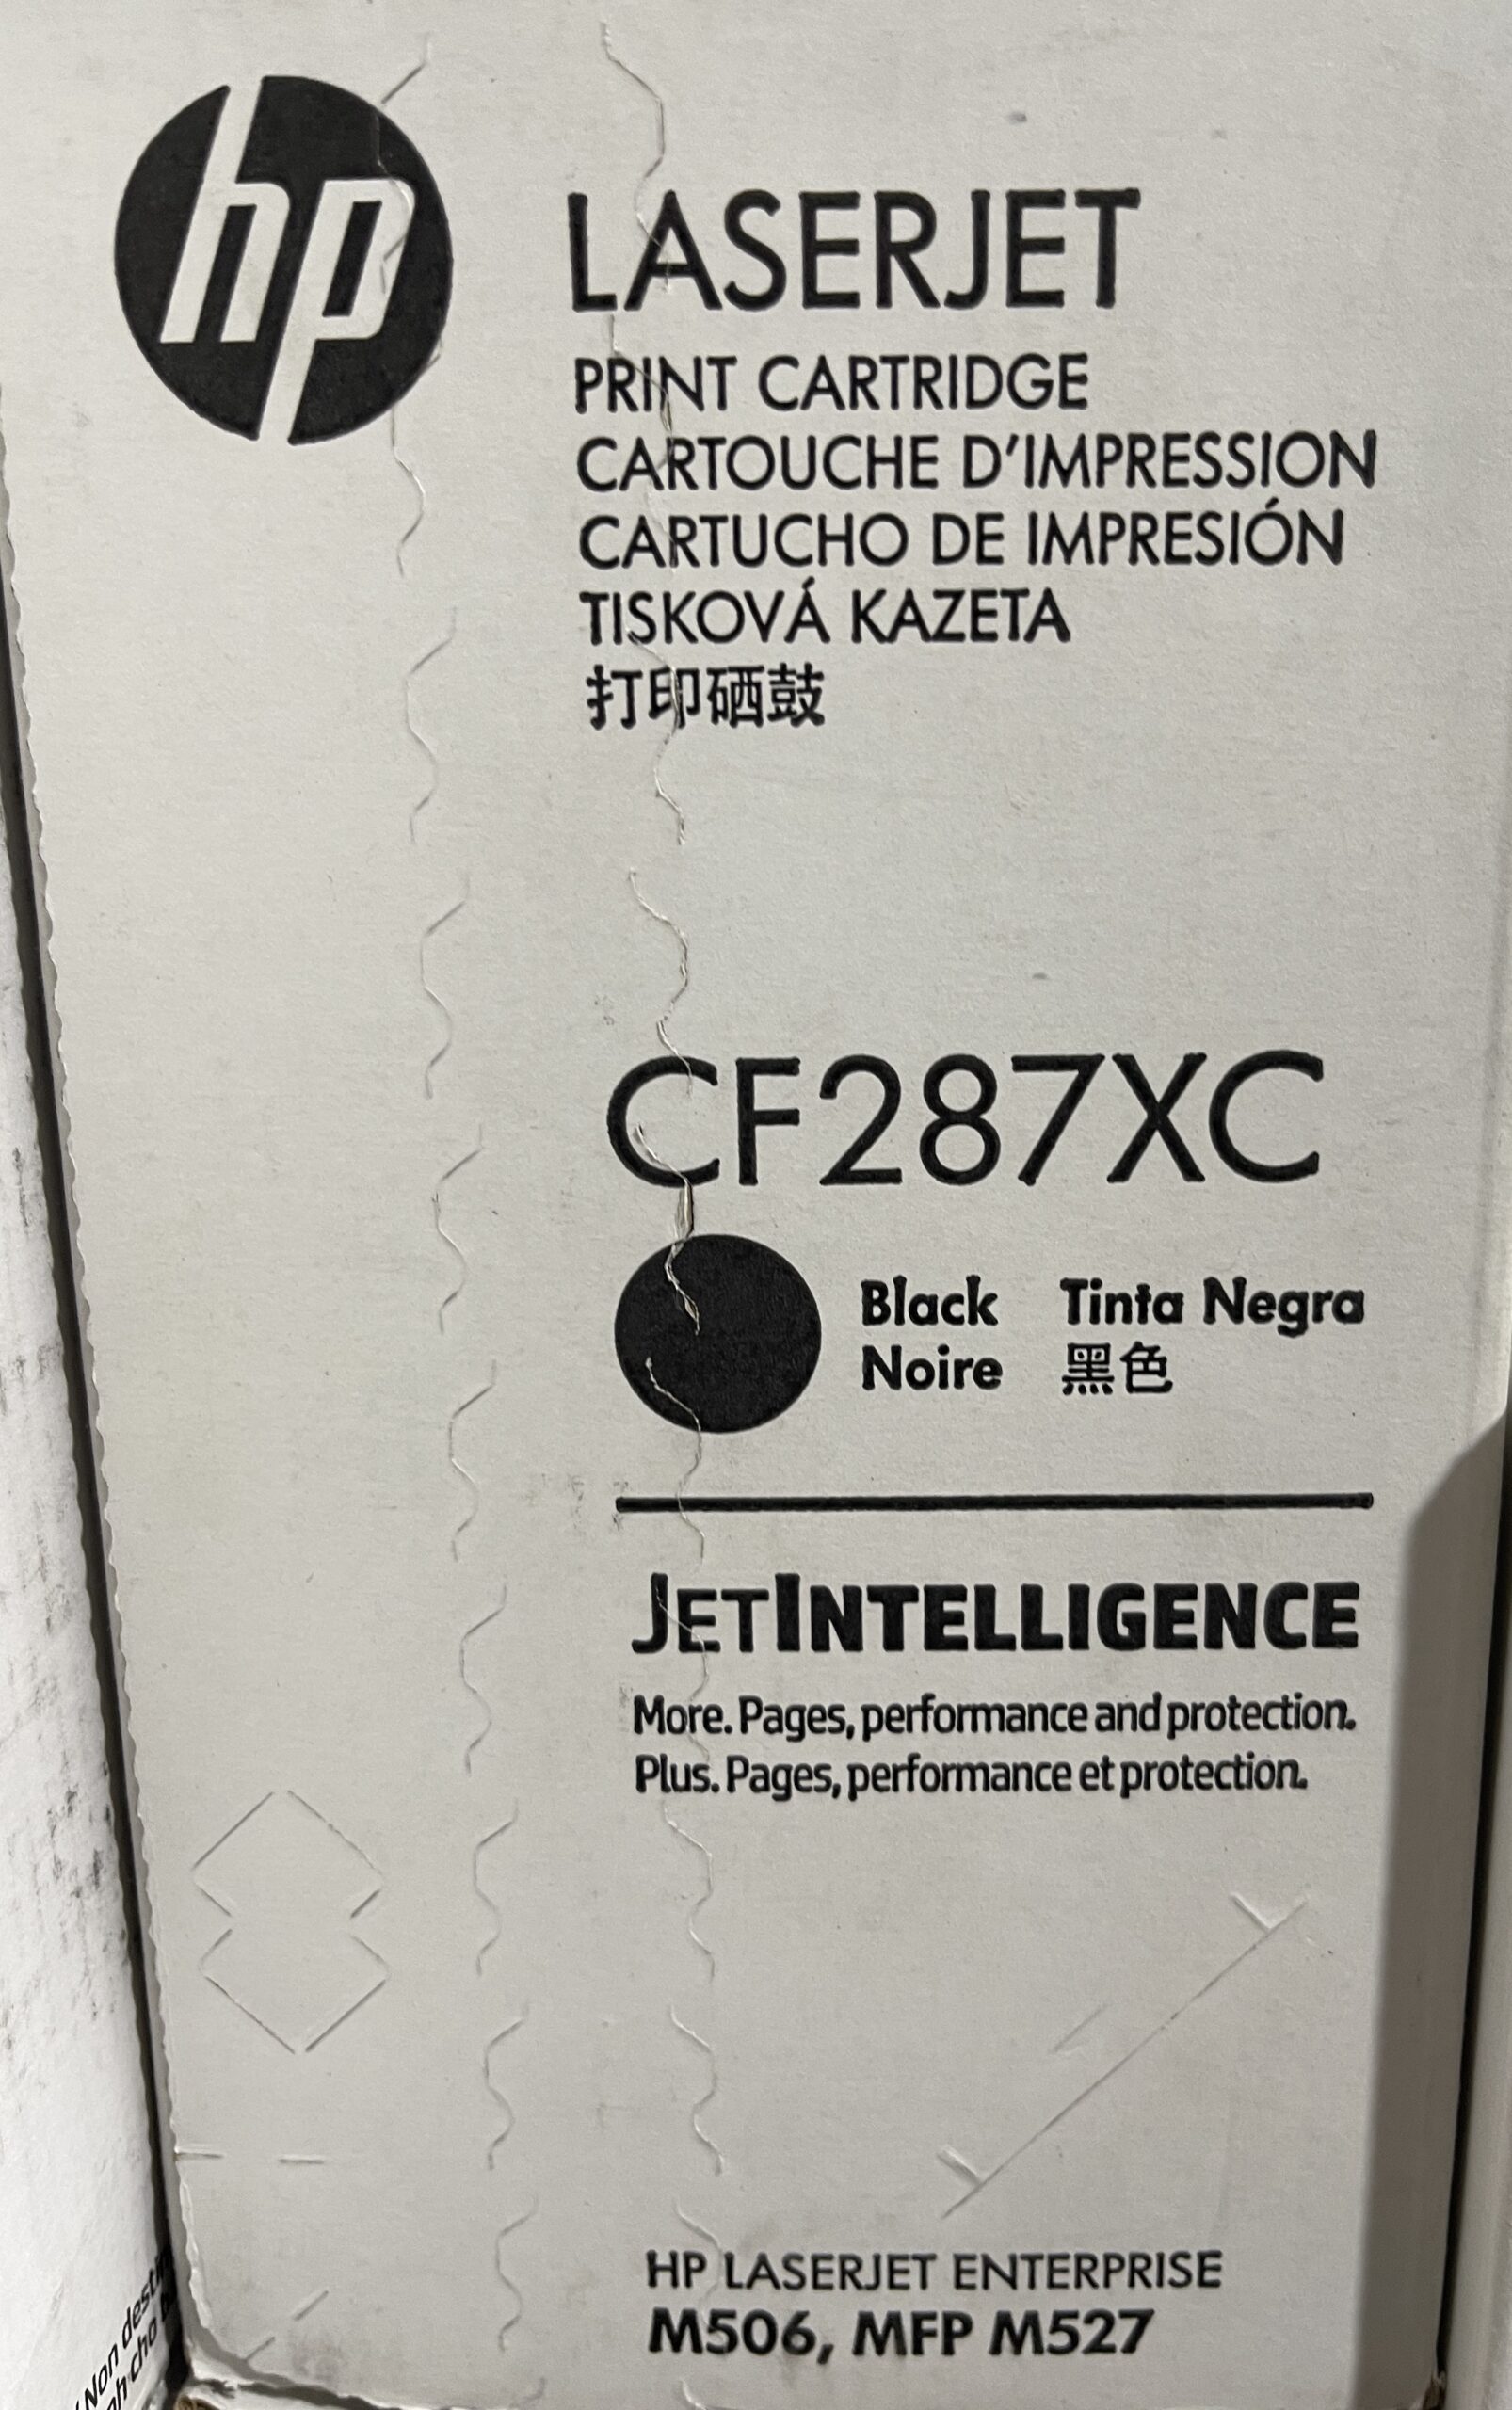 hp
LASERJET
PRINT CARTRIDGE
CARTOUCHE D'IMPRESSION
CARTUCHO DE IMPRESIÓN
TISKOVÁ KAZETA
打印硒鼓
CF287XC
Black Tinta Negra
Noire 黑色
JETINTELLIGENCE
More. Pages, performance and protection.
Plus. Pages, performance et protection.
HP LASERJET ENTERPRISE
M506, MFP M527
Non
cho